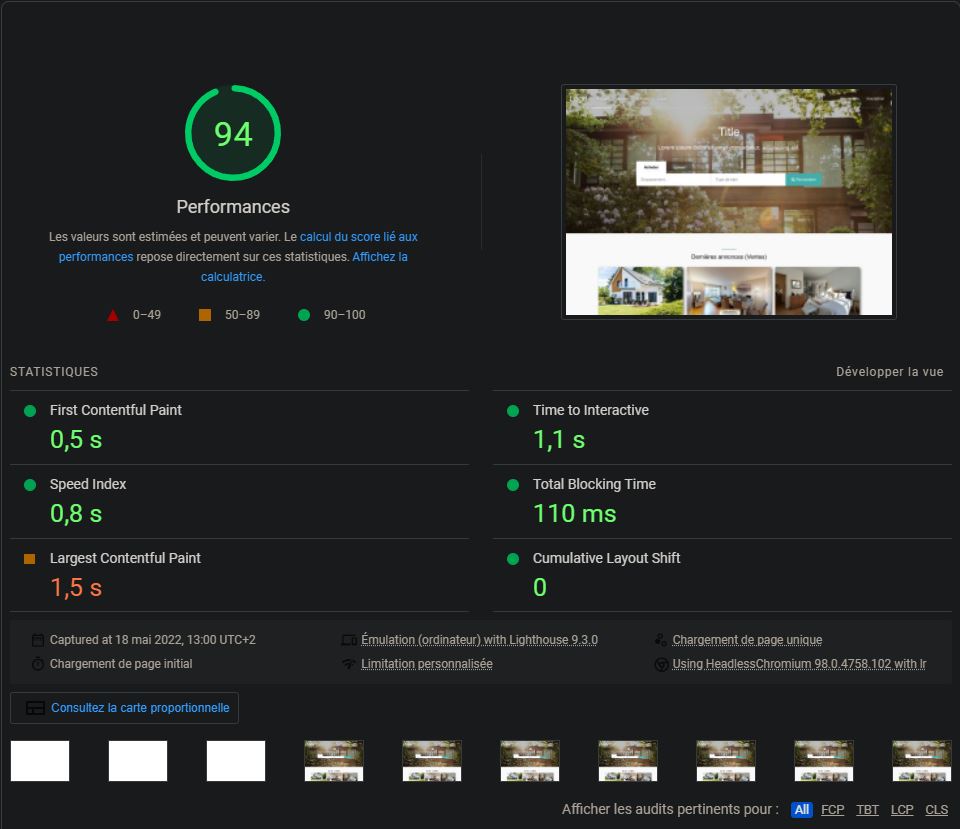 94
Performances
Les valeurs sont estimées et peuvent varier. Le calcul du score lié aux
performances repose directement sur ces statistiques. Affichez la
calculatrice.
0–49
50–89
90–100
Title
Dernières annonces (Ventes)
STATISTIQUES
Développer la vue
First Contentful Paint
0,5 s
Time to Interactive
1,1 s
Speed Index
0,8 s
Total Blocking Time
110 ms
Largest Contentful Paint
1,5 s
Cumulative Layout Shift
0
Captured at 18 mai 2022, 13:00 UTC+2
Émulation (ordinateur) with Lighthouse 9.3.0
Chargement de page unique
Chargement de page initial
Limitation personnalisée
Using HeadlessChromium 98.0.4758.102 with lr
Consultez la carte proportionnelle
Afficher les audits pertinents pour : All FCP TBT LCP CLS